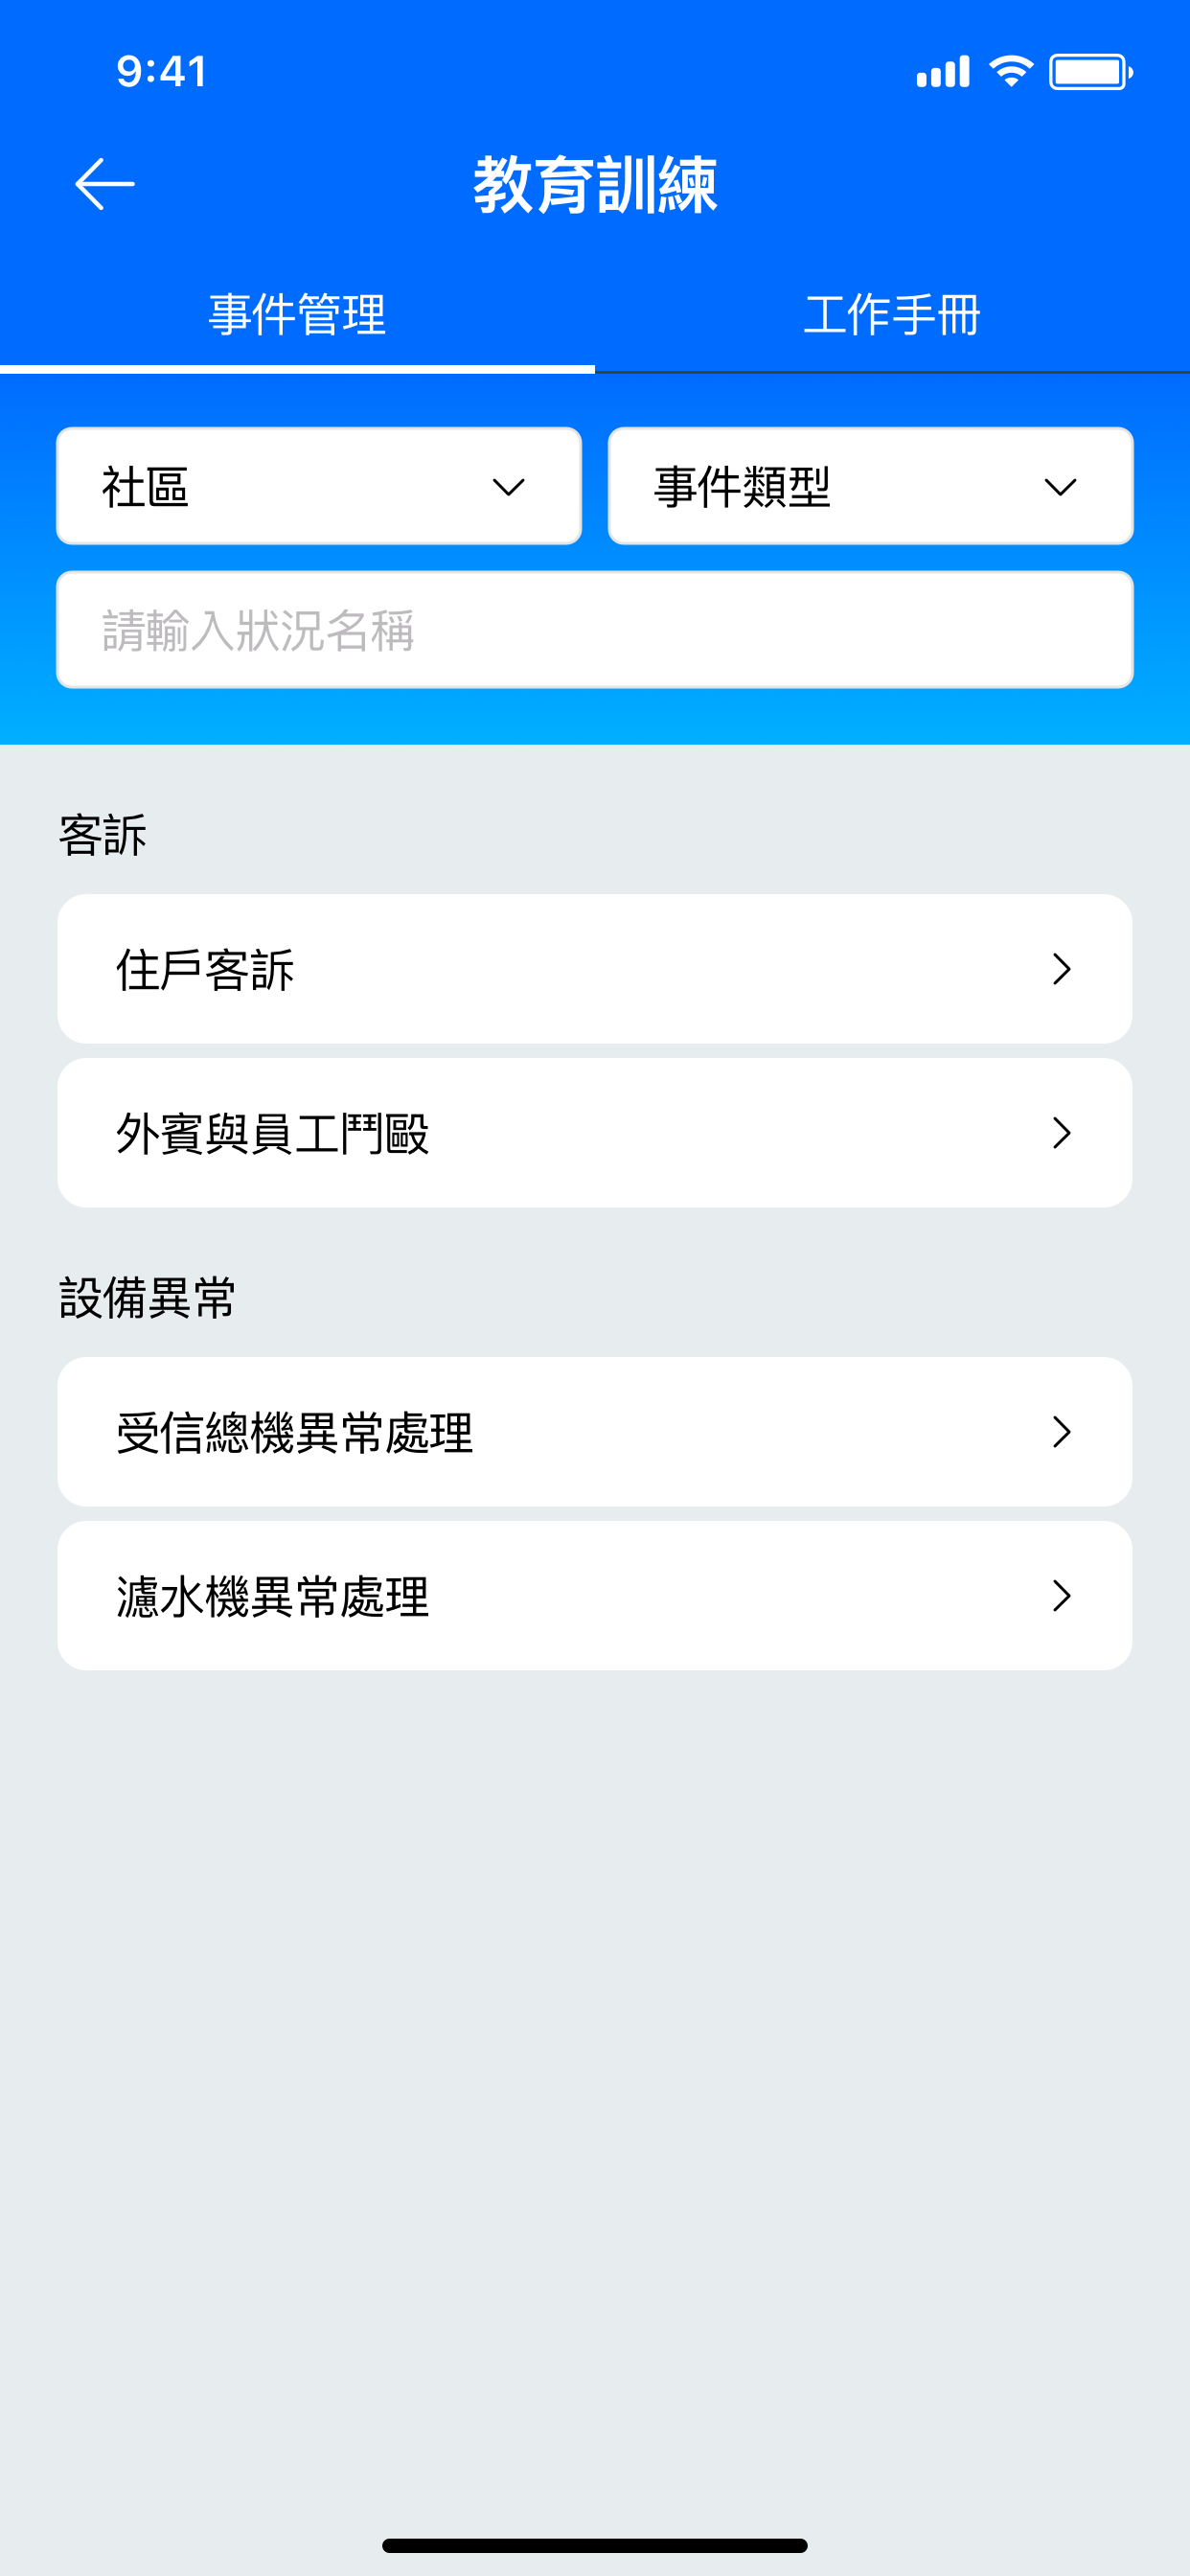 9:41
教育訓練
事件管理
工作手冊
社區
事件類型
請輸入狀況名稱
客訴
住戶客訴
外賓與員工鬥毆
設備異常
受信總機異常處理
濾水機異常處理